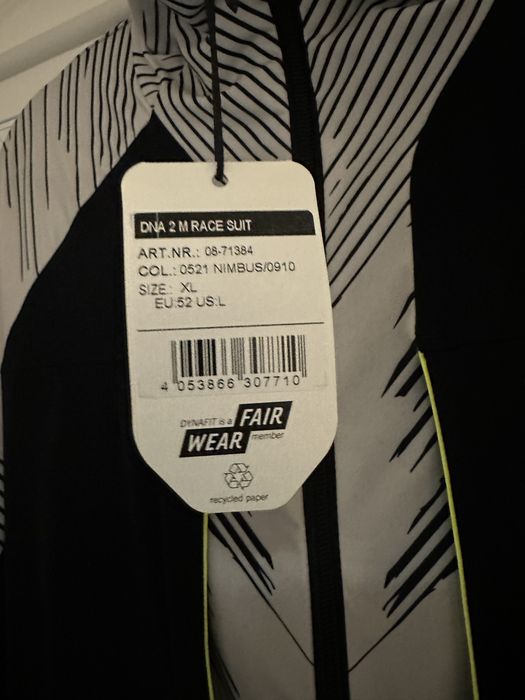 DNA 2 M RACE SUIT
ART.NR.: 08-71384
COL.: 0521 NIMBUS/0910
SIZE: XL
EU:52 US:L
4 053866 307710
DYNAFIT is a FAIR
WEAR member
recycled paper